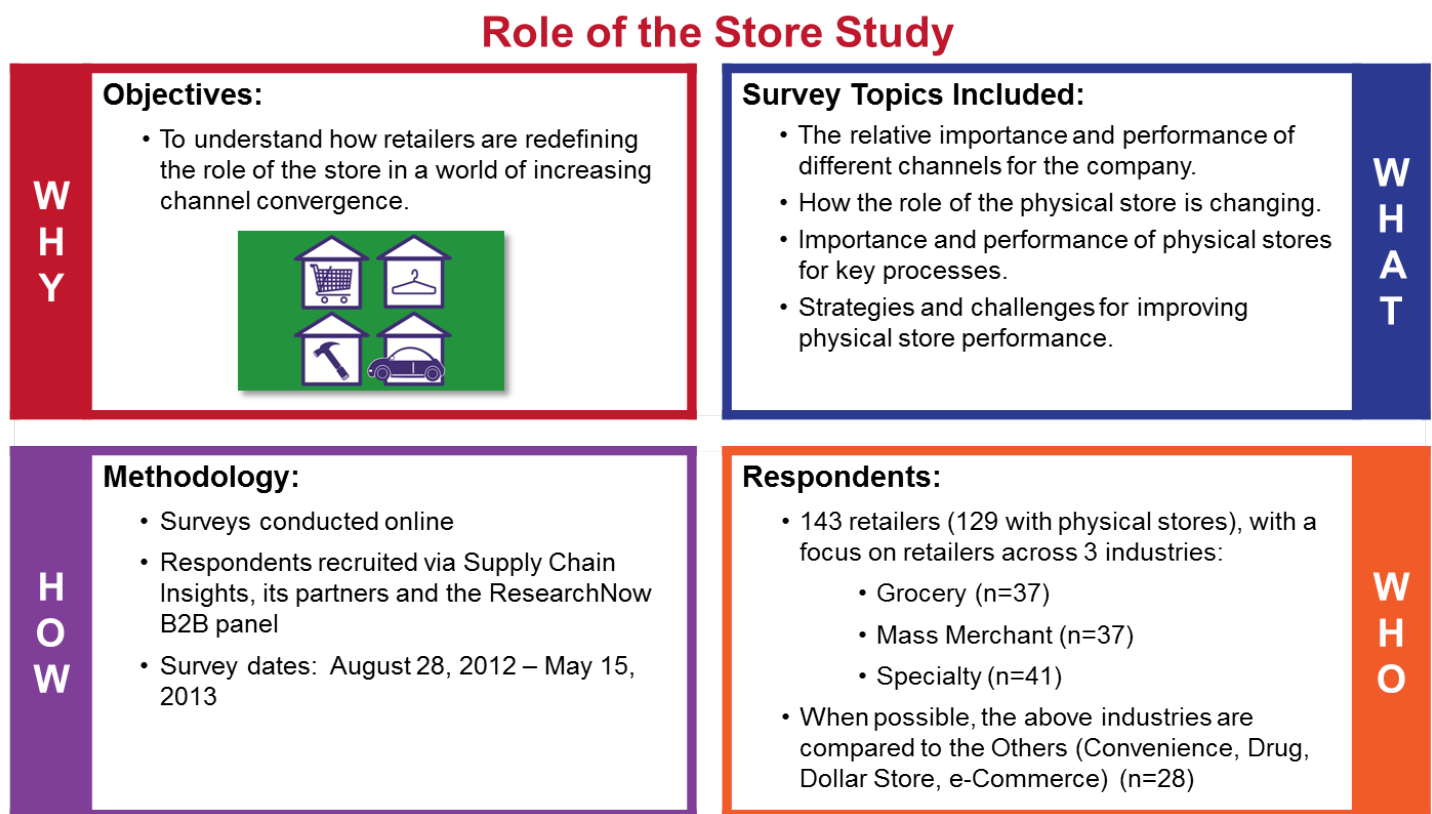 Role of the Store Study
WHY
Objectives:
• To understand how retailers are redefining
the role of the store in a world of increasing
channel convergence.
WHAT
Survey Topics Included:
• The relative importance and performance of
different channels for the company.
• How the role of the physical store is changing.
• Importance and performance of physical stores
for key processes.
• Strategies and challenges for improving
physical store performance.
HOW
Methodology:
• Surveys conducted online
• Respondents recruited via Supply Chain
Insights, its partners and the ResearchNow
B2B panel
• Survey dates: August 28, 2012 – May 15,
2013
WHO
Respondents:
• 143 retailers (129 with physical stores), with a
focus on retailers across 3 industries:
• Grocery (n=37)
• Mass Merchant (n=37)
• Specialty (n=41)
• When possible, the above industries are
compared to the Others (Convenience, Drug,
Dollar Store, e-Commerce) (n=28)